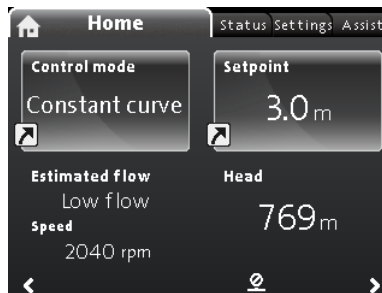 Home Status Settings Assist
Control mode Setpoint
Constant curve 3.0 m
Estimated flow Head
Low flow 769 m
Speed
2040 rpm